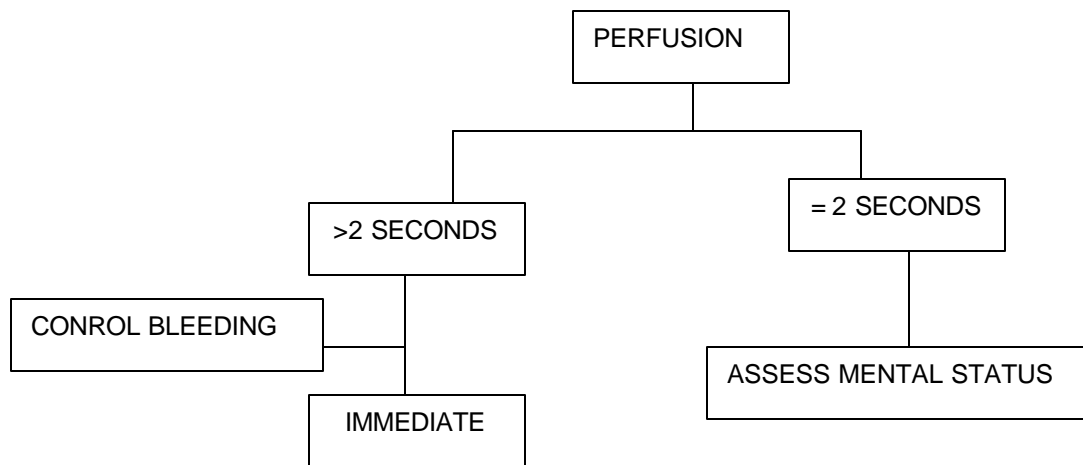 PERFUSION
>2 SECONDS
= 2 SECONDS
CONROL BLEEDING
ASSESS MENTAL STATUS
IMMEDIATE